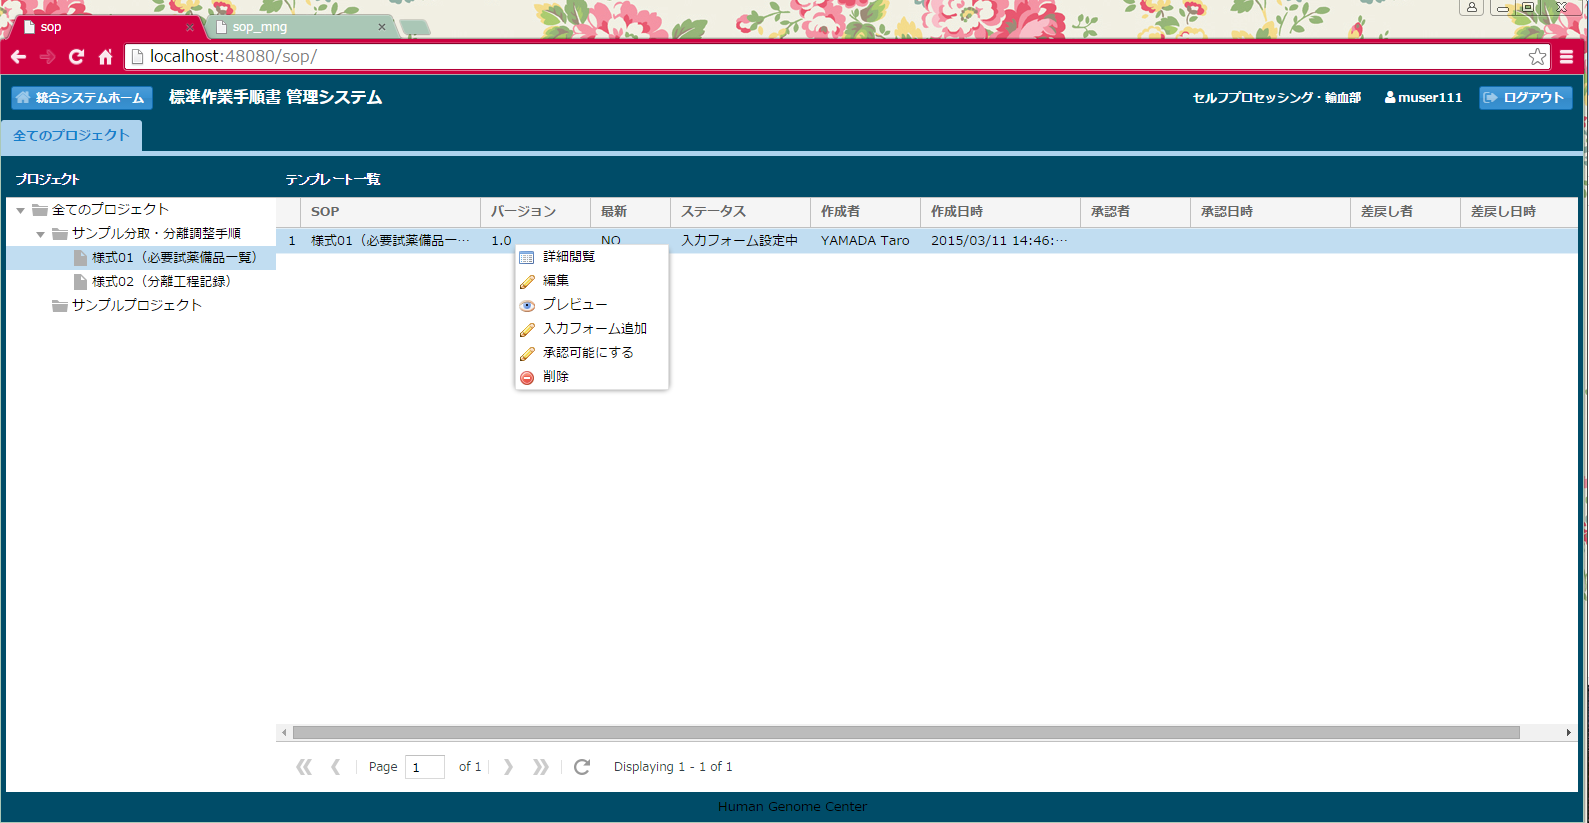 sop
sop_mng
localhost:48080/sop/
統合システムホーム
標準作業手順書 管理システム
セルフプロセッシング・輸血部
muser111
ログアウト
全てのプロジェクト
プロジェクト
テンプレート一覧
全てのプロジェクト
サンプル分取・分離調整手順
様式01（必要試薬備品一覧）
様式02（分離工程記録）
サンプルプロジェクト
SOP バージョン 最新 ステータス 作成者 作成日時 承認者 承認日時 差戻し者 差戻し日時
1 様式01（必要試薬備品一… 1.0 NO 入力フォーム設定中 YAMADA Taro 2015/03/11 14:46:…
詳細閲覧
編集
プレビュー
入力フォーム追加
承認可能にする
削除
Page 1 of 1
Displaying 1 - 1 of 1
Human Genome Center